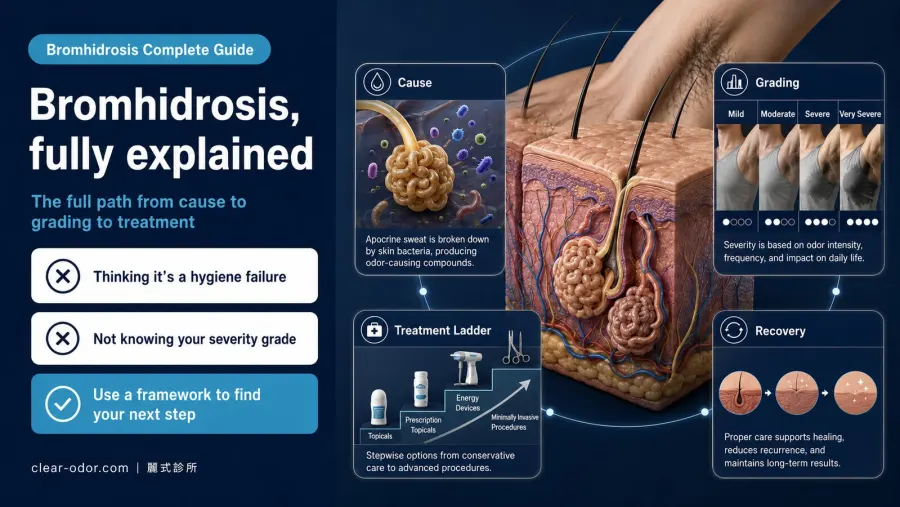 Bromhidrosis Complete Guide
Bromhidrosis,
fully explained
The full path from cause to
grading to treatment
Thinking it's a hygiene failure
Not knowing your severity grade
Use a framework to find
your next step
clear-odor.com | 麗式診所
Cause
Apocrine sweat is broken down
by skin bacteria, producing
odor-causing compounds.
Grading
Mild Moderate Severe Very Severe
Severity is based on odor intensity,
frequency, and impact on daily life.
Treatment Ladder
Topicals
Prescription
Topicals
Energy
Devices
Minimally Invasive
Procedures
Stepwise options from conservative
care to advanced procedures.
Recovery
Proper care supports healing,
reduces recurrence, and
maintains long-term results.